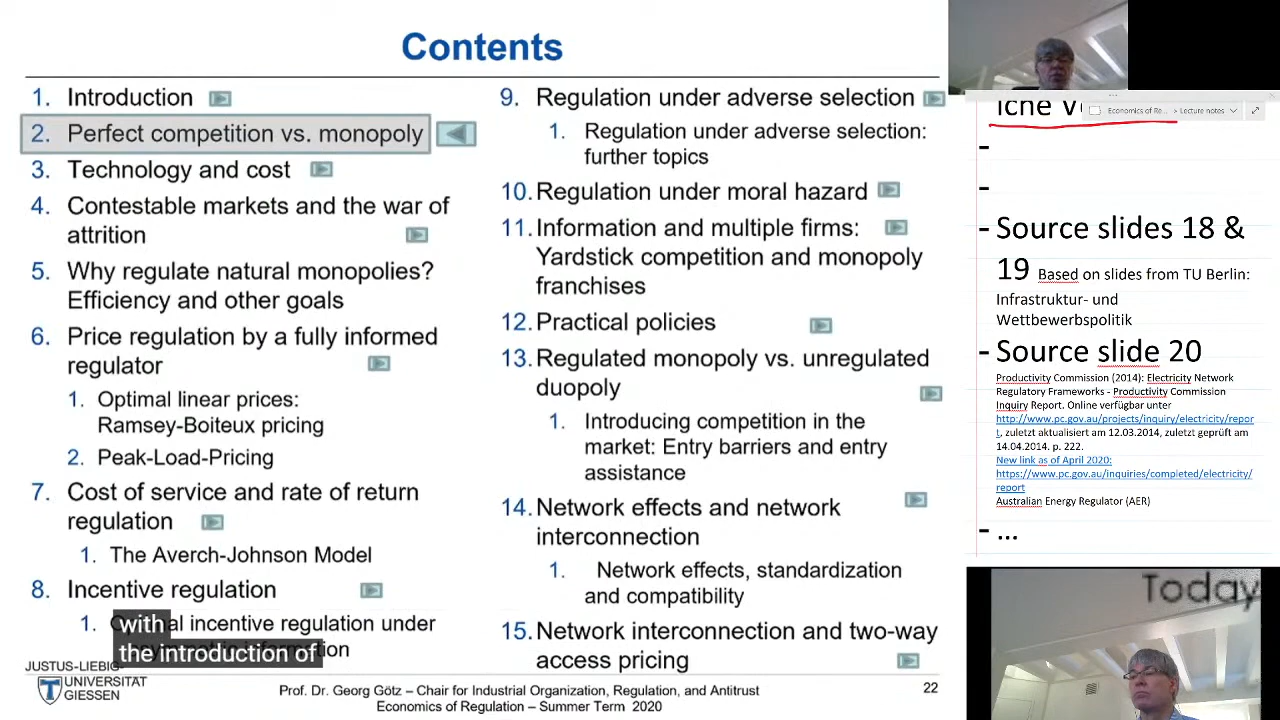 Contents
1. Introduction
2. Perfect competition vs. monopoly
3. Technology and cost
4. Contestable markets and the war of
attrition
5. Why regulate natural monopolies?
Efficiency and other goals
6. Price regulation by a fully informed
regulator
1. Optimal linear prices:
Ramsey-Boiteux pricing
2. Peak-Load-Pricing
7. Cost of service and rate of return
regulation
1. The Averch-Johnson Model
8. Incentive regulation
1. incentive regulation under
with
the introduction of
9. Regulation under adverse selection
1. Regulation under adverse selection:
further topics
10. Regulation under moral hazard
11. Information and multiple firms:
Yardstick competition and monopoly
franchises
12. Practical policies
13. Regulated monopoly vs. unregulated
duopoly
1. Introducing competition in the
market: Entry barriers and entry
assistance
14. Network effects and network
interconnection
1. Network effects, standardization
and compatibility
15. Network interconnection and two-way
access pricing
JUSTUS-LIEBIG-
UNIVERSITAT
GIESSEN
Prof. Dr. Georg Götz – Chair for Industrial Organization, Regulation, and Antitrust
Economics of Regulation – Summer Term 2020
22
iche V
Economics of Re... > Lecture notes
-
-
- Source slides 18 &
19 Based on slides from TU Berlin:
Infrastruktur- und
Wettbewerbspolitik
- Source slide 20
Productivity Commission (2014): Electricity Network
Regulatory Frameworks - Productivity Commission
Inquiry Report. Online verfügbar unter
http://www.pc.gov.au/projects/inquiry/electricity/repor
t, zuletzt aktualisiert am 12.03.2014, zuletzt geprüft am
14.04.2014. p. 222.
New link as of April 2020:
https://www.pc.gov.au/inquiries/completed/electricity/
report
Australian Energy Regulator (AER)
- ...
Today